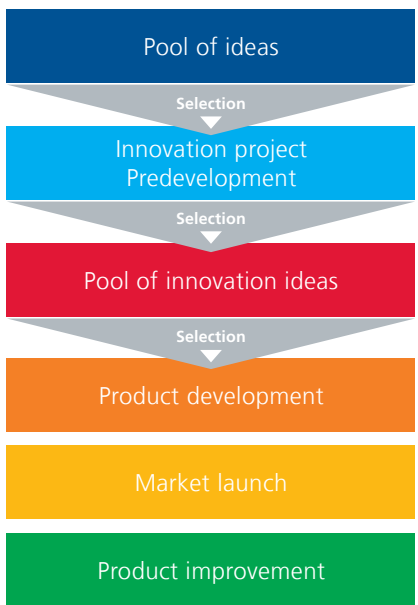 Pool of ideas
Selection
Innovation project
Predevelopment
Selection
Pool of innovation ideas
Selection
Product development
Market launch
Product improvement